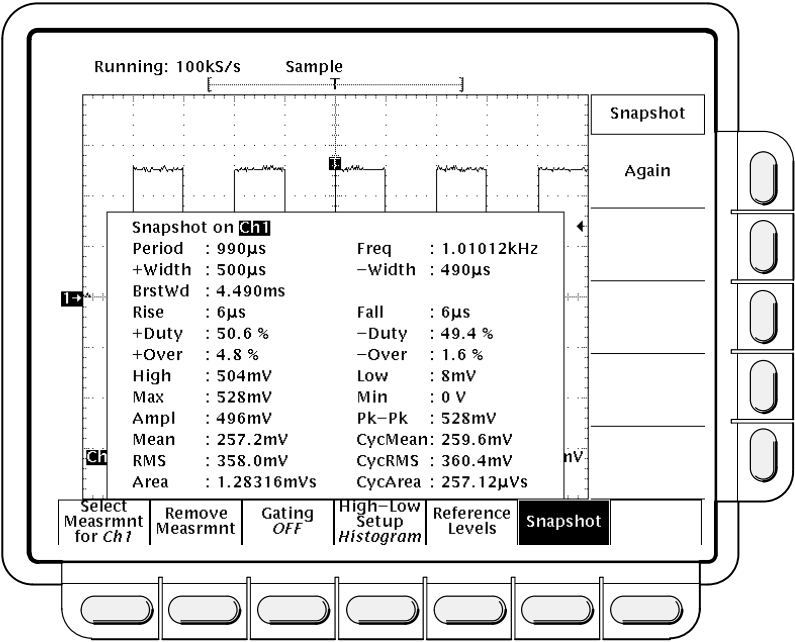 Running: 100kS/s Sample
Snapshot
Again
Snapshot on Ch1
Period : 990µs Freq : 1.01012kHz
+Width : 500µs −Width : 490µs
BrstWd : 4.490ms
Rise : 6µs Fall : 6µs
+Duty : 50.6 % −Duty : 49.4 %
+Over : 4.8 % −Over : 1.6 %
High : 504mV Low : 8mV
Max : 528mV Min : 0 V
Ampl : 496mV Pk−Pk : 528mV
Mean : 257.2mV CycMean: 259.6mV
RMS : 358.0mV CycRMS : 360.4mV
Area : 1.28316mVs CycArea : 257.12µVs
1→
Ch
mV
Select
Measrmnt
for Ch1
Remove
Measrmnt
Gating
OFF
High−Low
Setup
Histogram
Reference
Levels
Snapshot